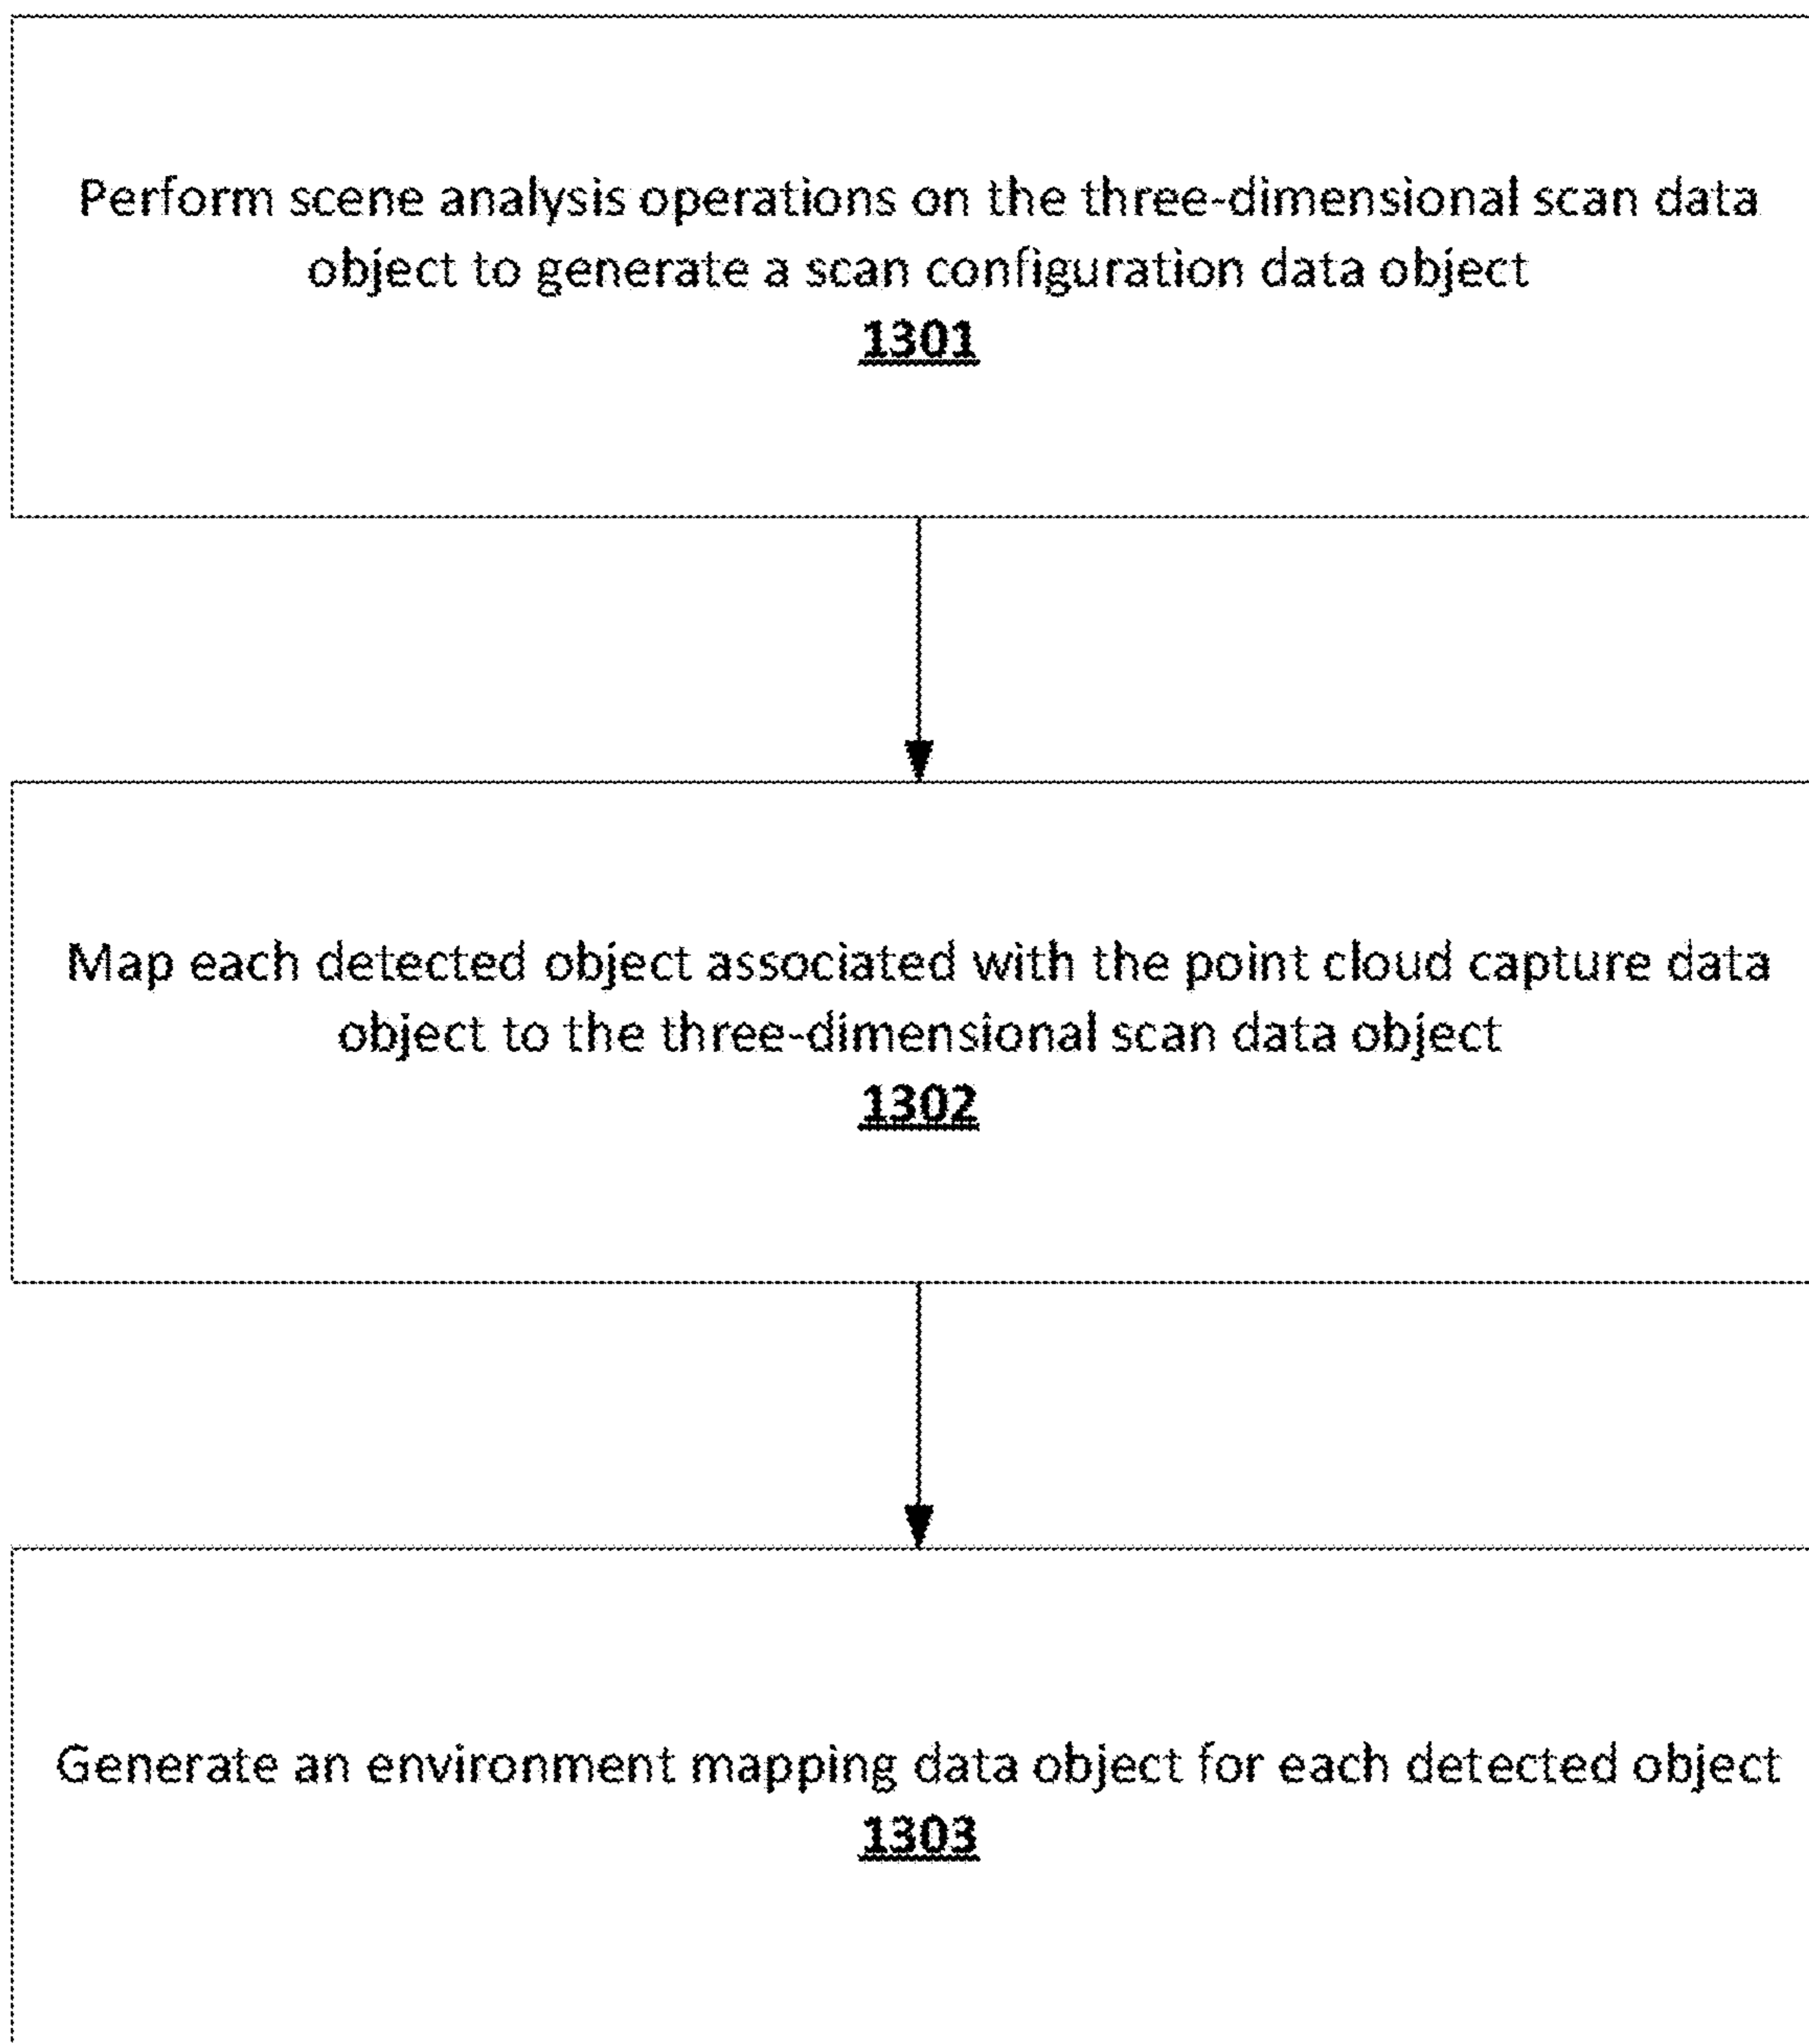 Perform scene analysis operations on the three-dimensional scan data
object to generate a scan configuration data object
1301
Map each detected object associated with the point cloud capture data
object to the three-dimensional scan data object
1302
Generate an environment mapping data object for each detected object
1303